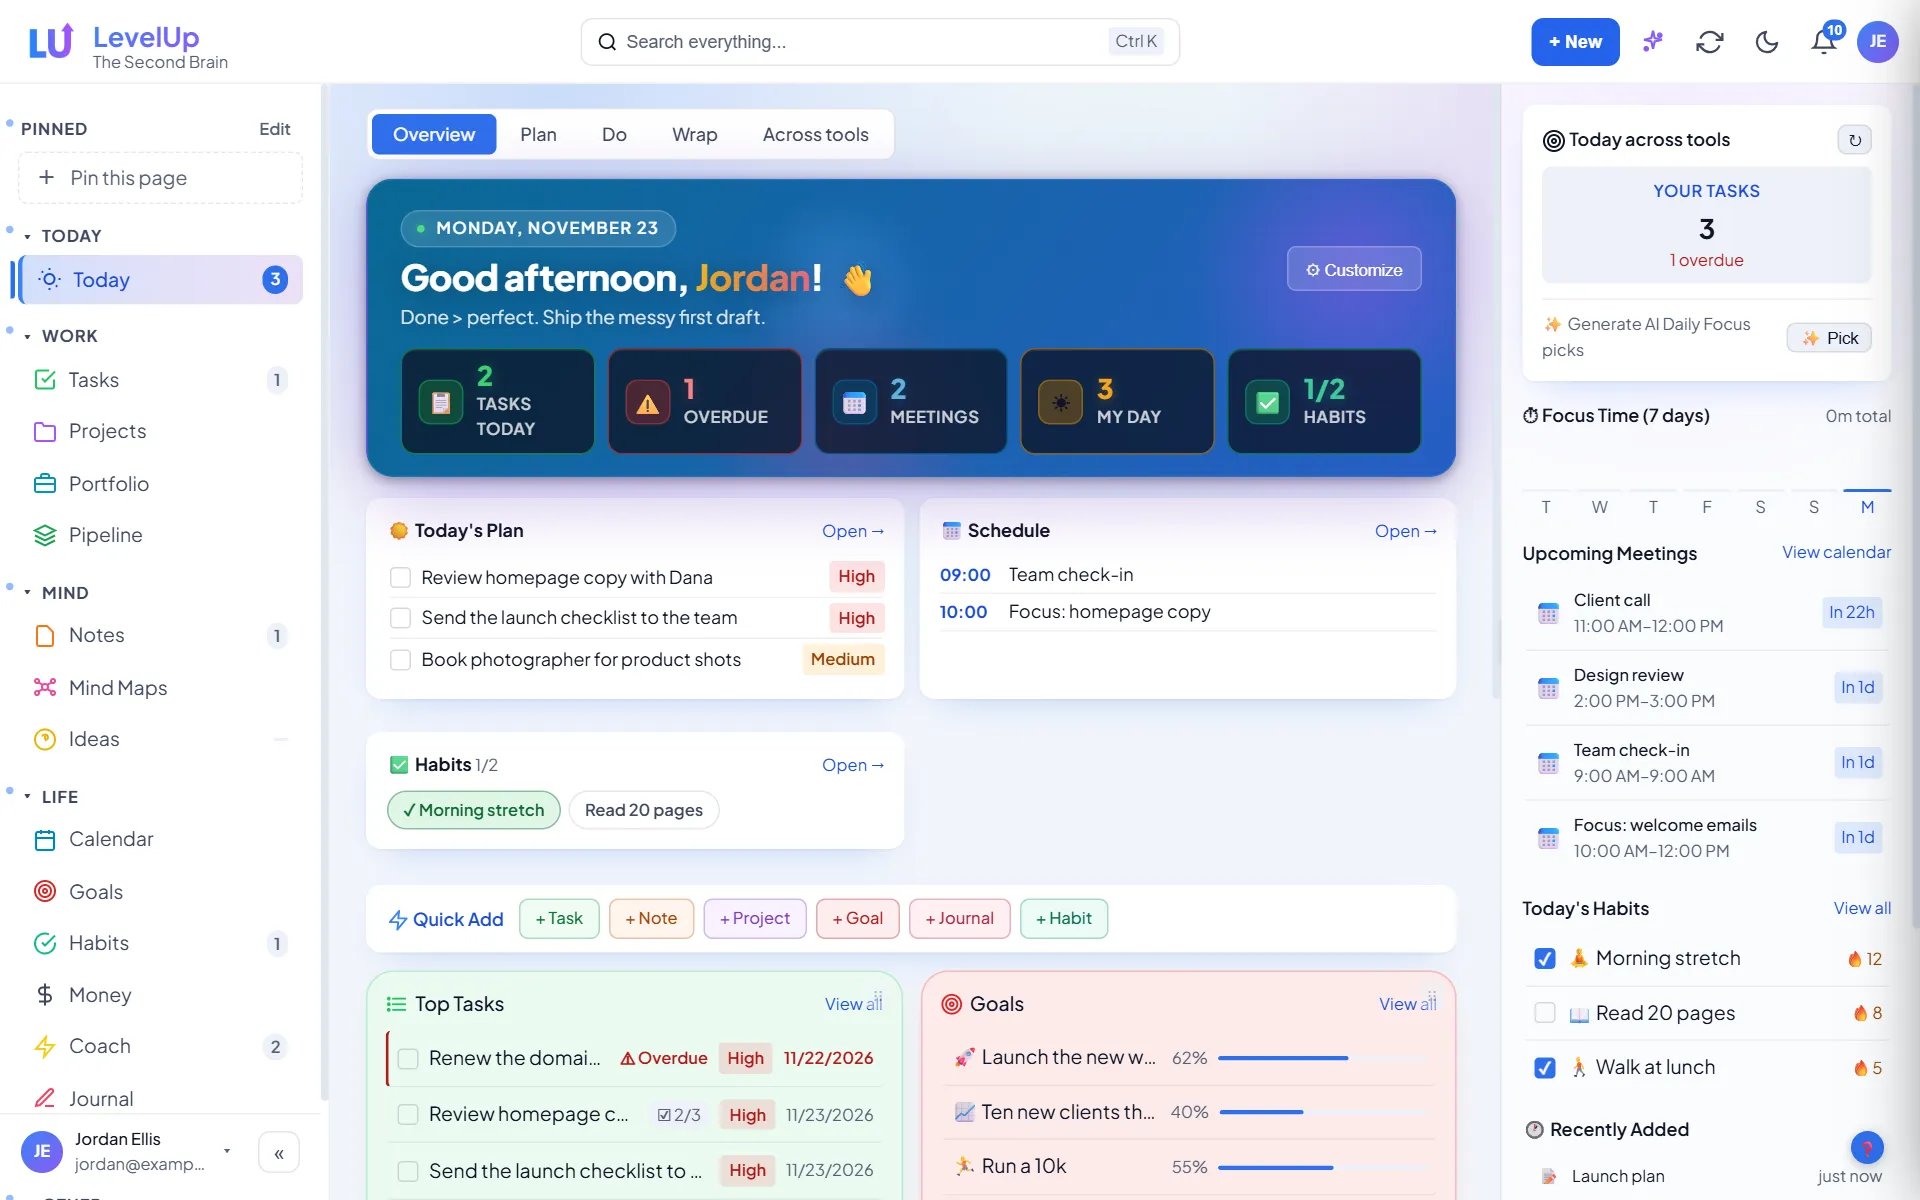 LevelUp
The Second Brain
Search everything...
Ctrl K
+ New
10
JE
PINNED
Edit
+ Pin this page
TODAY
Today
3
WORK
Tasks
1
Projects
Portfolio
Pipeline
MIND
Notes
1
Mind Maps
Ideas
LIFE
Calendar
Goals
Habits
1
Money
Coach
2
Journal
JE
Jordan Ellis
jordan@examp...
«
Overview
Plan
Do
Wrap
Across tools
MONDAY, NOVEMBER 23
Good afternoon, Jordan! 👋
Done > perfect. Ship the messy first draft.
⚙ Customize
2
TASKS
TODAY
1
OVERDUE
2
MEETINGS
3
MY DAY
1/2
HABITS
Today's Plan
Open →
Review homepage copy with Dana
High
Send the launch checklist to the team
High
Book photographer for product shots
Medium
Schedule
Open →
09:00 Team check-in
10:00 Focus: homepage copy
Habits 1/2
Open →
✓ Morning stretch
Read 20 pages
Quick Add
+ Task
+ Note
+ Project
+ Goal
+ Journal
+ Habit
Top Tasks
View all
Renew the domai... ⚠ Overdue High 11/22/2026
Review homepage c... ☑ 2/3 High 11/23/2026
Send the launch checklist to ... High 11/23/2026
Goals
View all
Launch the new w... 62%
Ten new clients th... 40%
Run a 10k 55%
Today across tools
↻
YOUR TASKS
3
1 overdue
✨ Generate AI Daily Focus
picks
✨ Pick
Focus Time (7 days)
0m total
T W T F S S M
Upcoming Meetings
View calendar
Client call
11:00 AM–12:00 PM
In 22h
Design review
2:00 PM–3:00 PM
In 1d
Team check-in
9:00 AM–9:00 AM
In 1d
Focus: welcome emails
10:00 AM–12:00 PM
In 1d
Today's Habits
View all
Morning stretch
12
Read 20 pages
8
Walk at lunch
5
Recently Added
?
Launch plan
just now